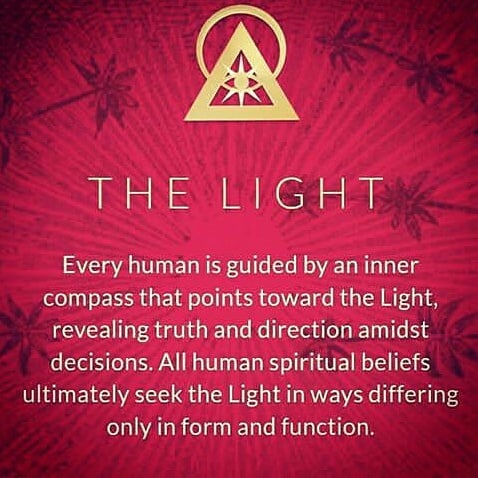 THE LIGHT
Every human is guided by an inner
compass that points toward the Light,
revealing truth and direction amidst
decisions. All human spiritual beliefs
ultimately seek the Light in ways differing
only in form and function.